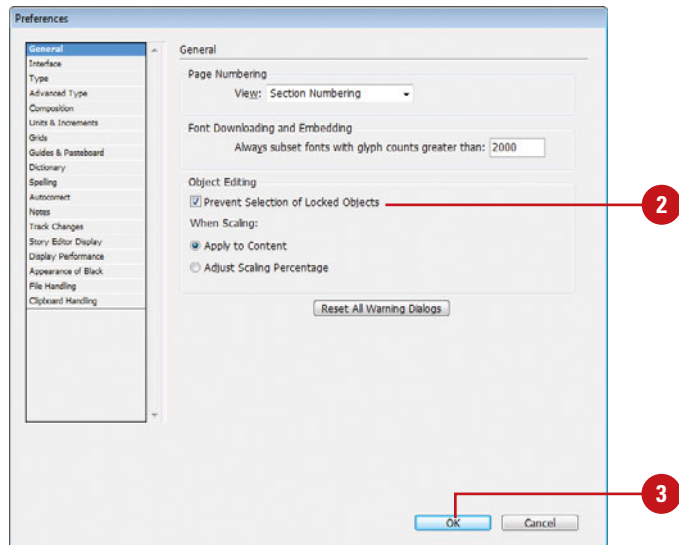 Preferences
General
Interface
Type
Advanced Type
Composition
Units & Increments
Grids
Guides & Pasteboard
Dictionary
Spelling
Autocorrect
Notes
Track Changes
Story Editor Display
Display Performance
Appearance of Black
File Handling
Clipboard Handling
General
Page Numbering
View: Section Numbering
Font Downloading and Embedding
Always subset fonts with glyph counts greater than: 2000
Object Editing
Prevent Selection of Locked Objects
2
When Scaling:
Apply to Content
Adjust Scaling Percentage
Reset All Warning Dialogs
3
OK Cancel